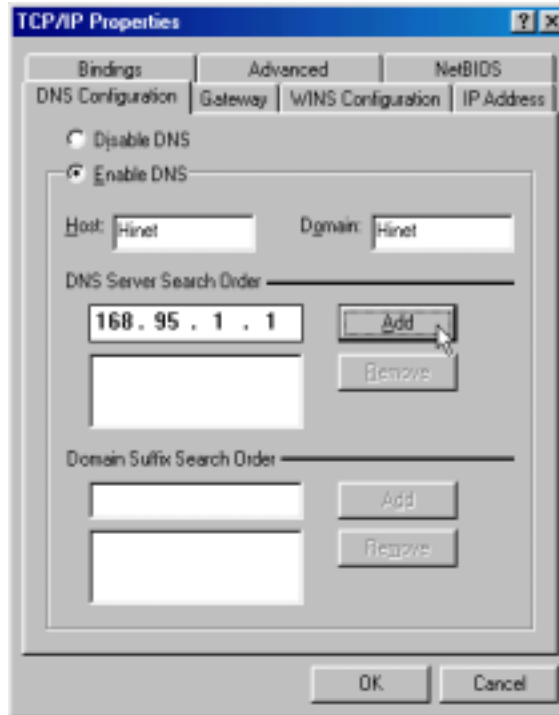 TCP/IP Properties
Bindings Advanced NetBIOS
DNS Configuration Gateway WINS Configuration IP Address
Disable DNS
Enable DNS
Host: Hinet Domain: Hinet
DNS Server Search Order
168 . 95 . 1 . 1 Add
Remove
Domain Suffix Search Order
Add
Remove
OK Cancel